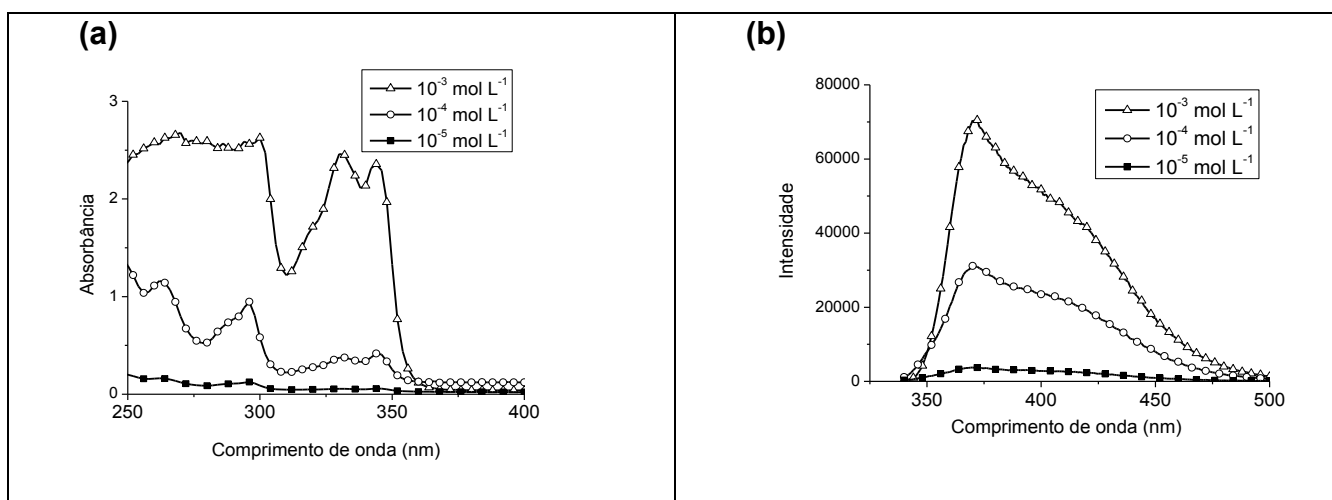 (a)
10⁻³ mol L⁻¹
10⁻⁴ mol L⁻¹
10⁻⁵ mol L⁻¹
3
2
1
0
250
300
350
400
Absorbância
Comprimento de onda (nm)
(b)
10⁻³ mol L⁻¹
10⁻⁴ mol L⁻¹
10⁻⁵ mol L⁻¹
80000
60000
40000
20000
0
350
400
450
500
Intensidade
Comprimento de onda (nm)